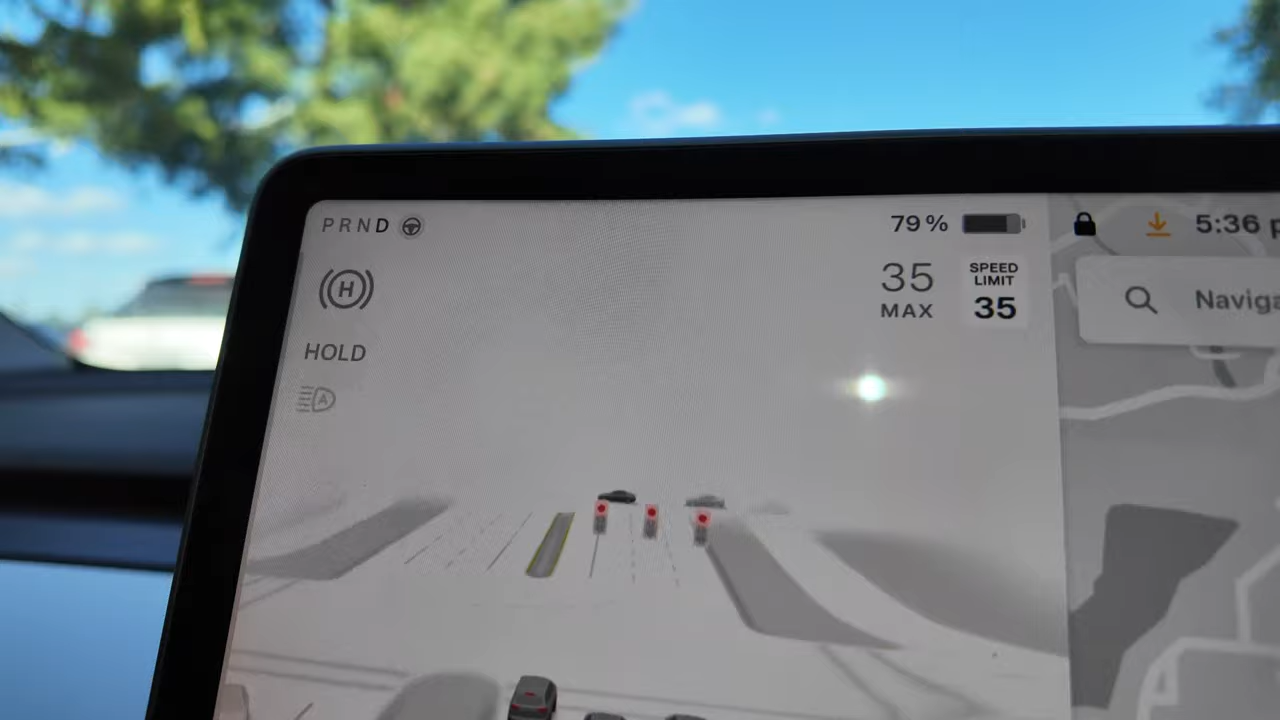 PRND
79%
5:36 p
H
35
MAX
SPEED
LIMIT
35
Naviga
HOLD
A